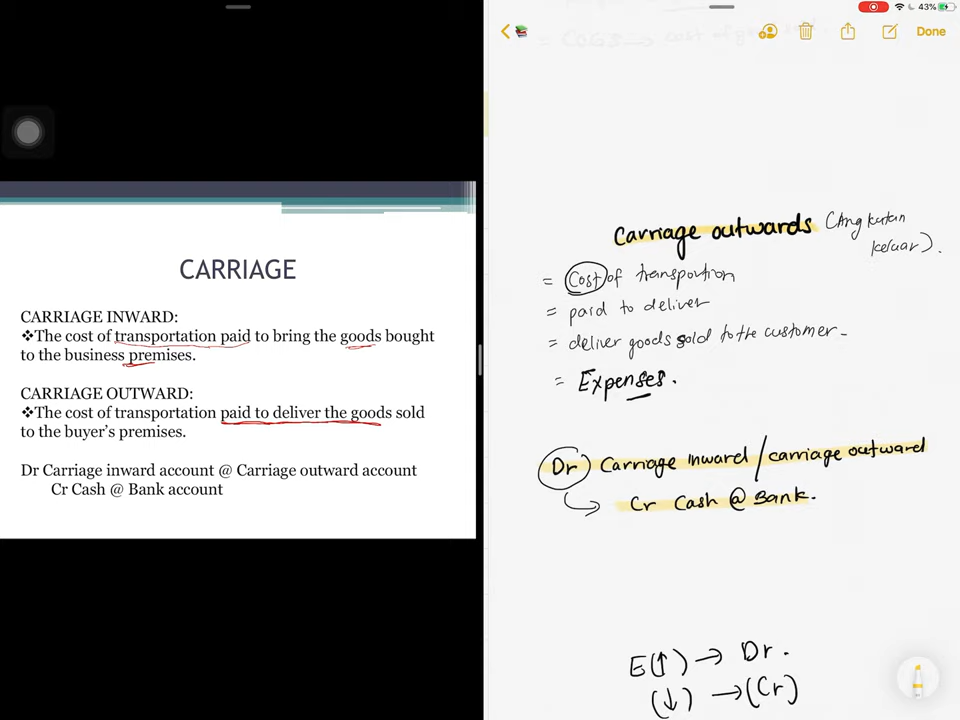 43%
Done
CARRIAGE
CARRIAGE INWARD:
❖The cost of transportation paid to bring the goods bought
to the business premises.
CARRIAGE OUTWARD:
❖The cost of transportation paid to deliver the goods sold
to the buyer's premises.
Dr Carriage inward account @ Carriage outward account
Cr Cash @ Bank account
Carriage outwards (Angkutan
keluar).
= Cost of transportion
= paid to deliver
= deliver goods sold to the customer-
= Expenses.
Dr Carriage inward/carriage outward
Cr Cash @ Bank.
E(↑) → Dr.
(↓) → (Cr)